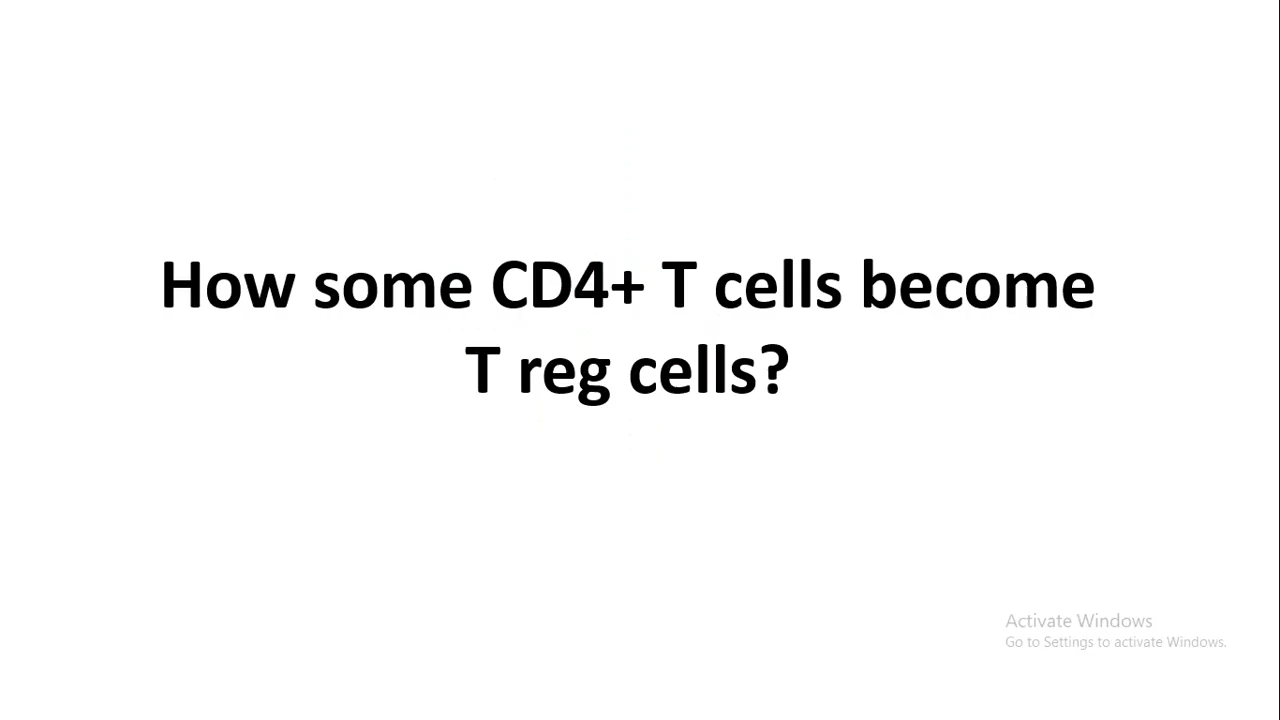 How some CD4+ T cells become
T reg cells?
Activate Windows
Go to Settings to activate Windows.